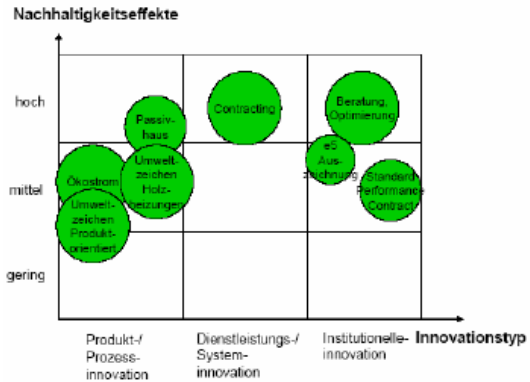 Nachhaltigkeitseffekte
hoch
Passiv-
haus
Contracting
Beratung,
Optimierung
mittel
Ökostrom
Umwelt-
zeichen
Holz-
heizungen
e5
Aus-
zeichnung
Standard
Performance
Contract
Umwelt-
zeichen
Produkt-
orientiert
gering
Produkt-/
Prozess-
innovation
Dienstleistungs-/
System-
innovation
Institutionelle-
innovation
Innovationstyp